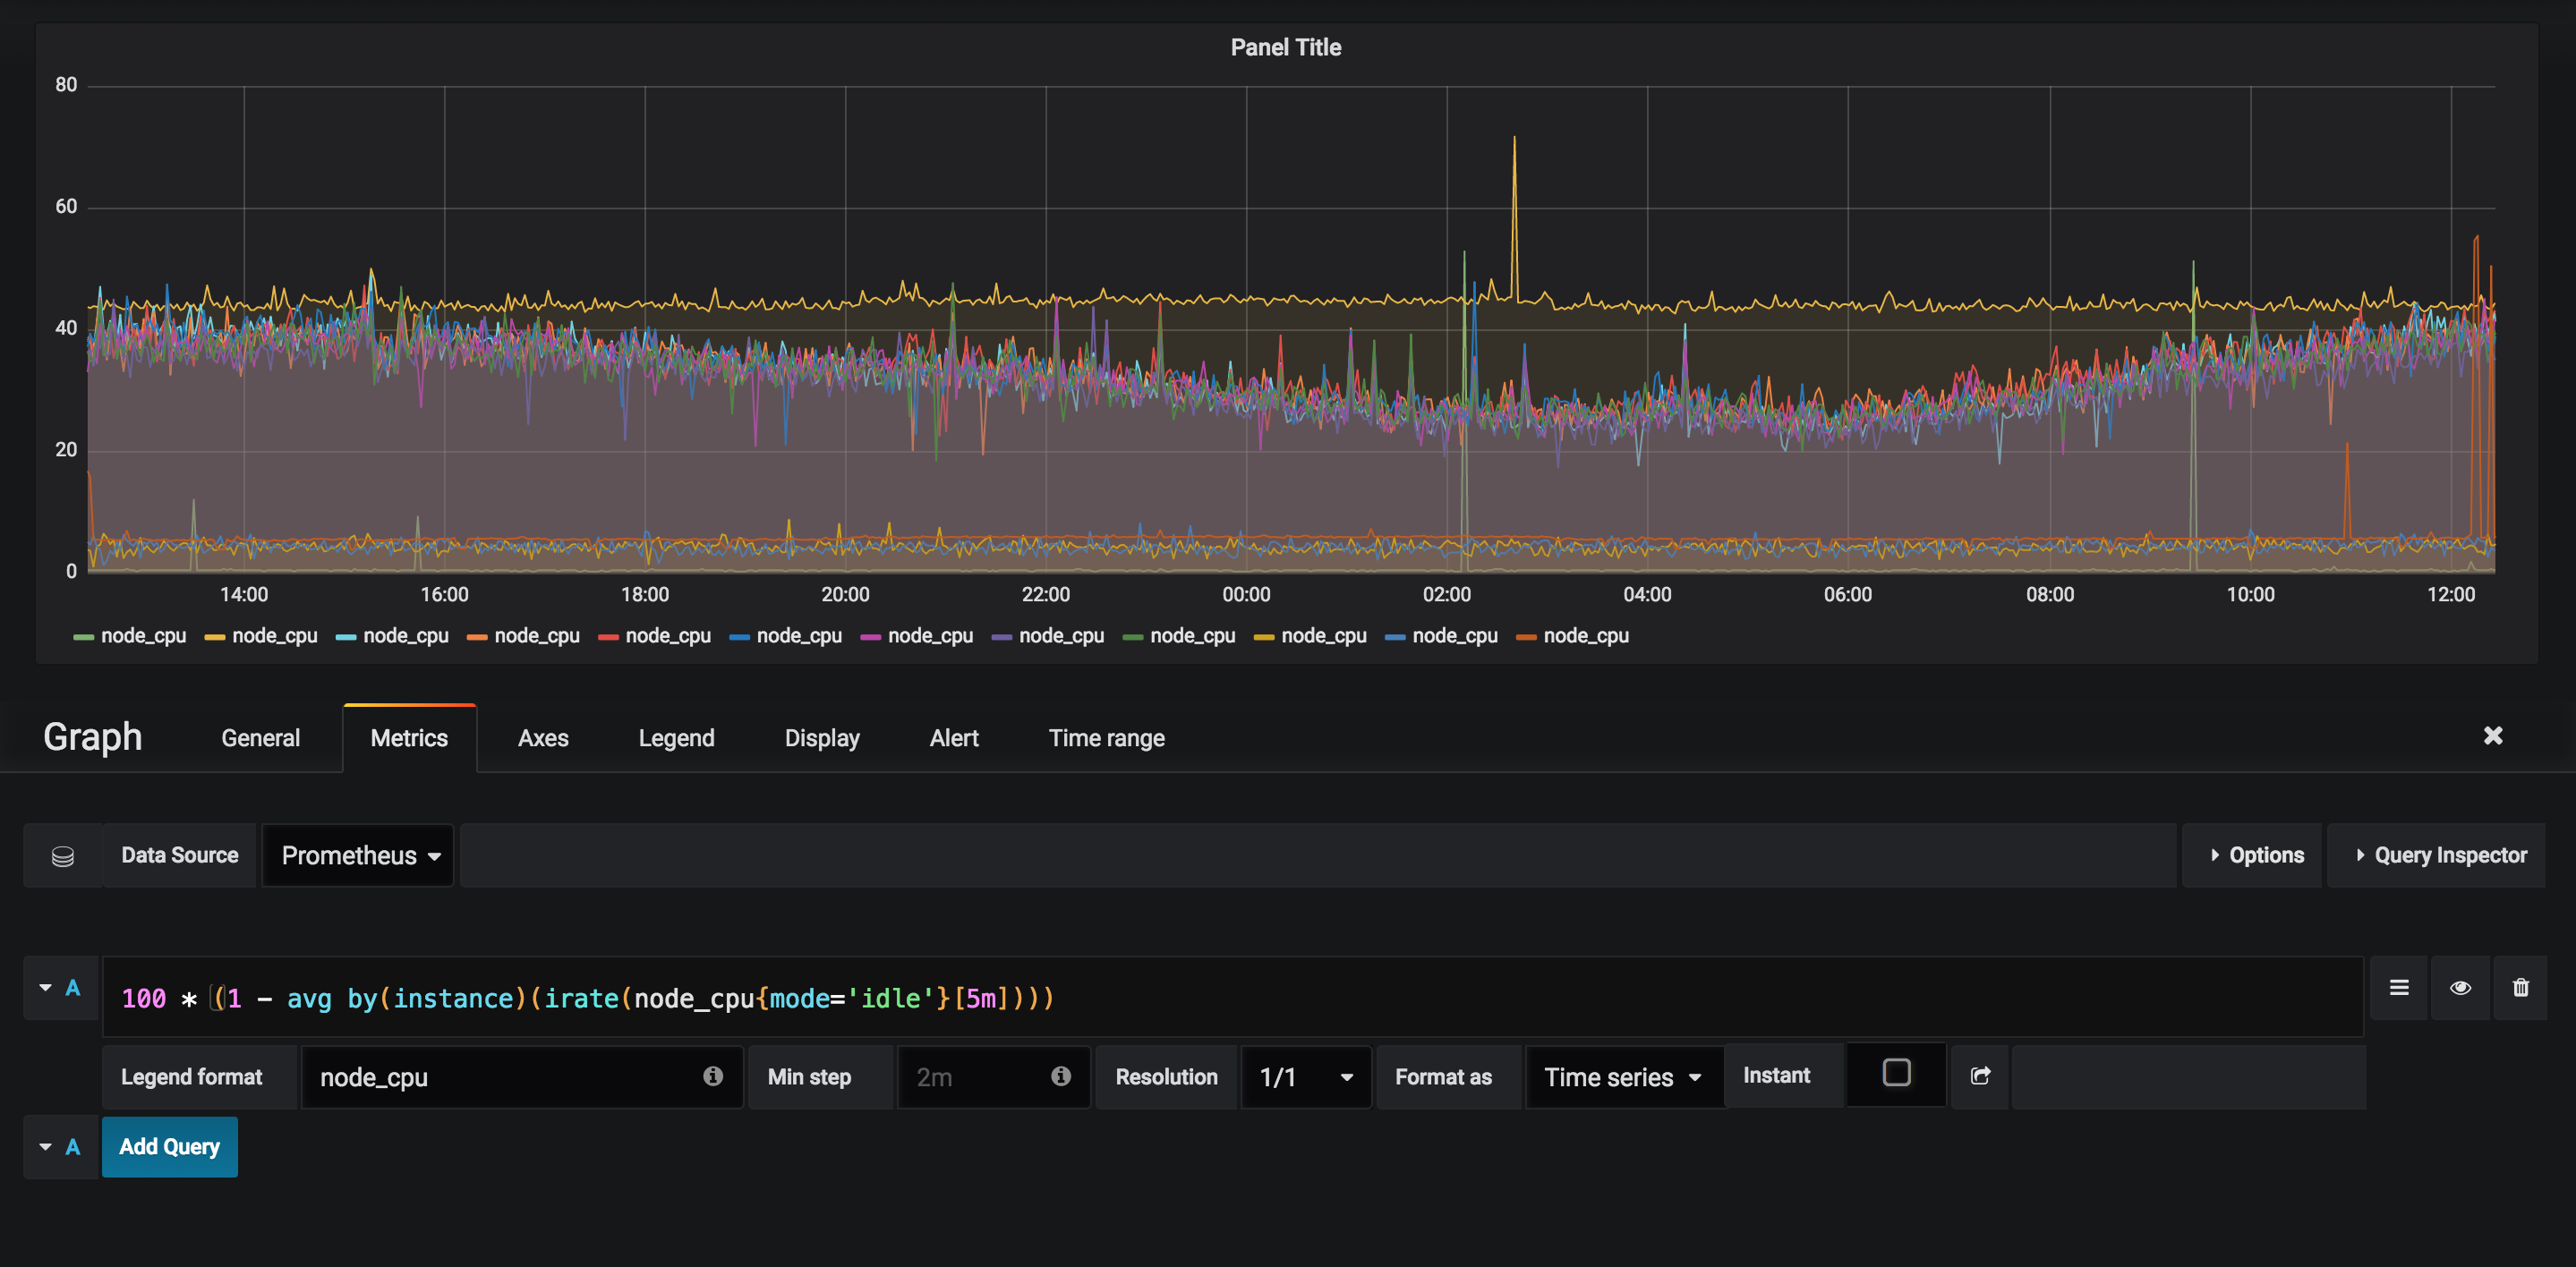 Panel Title
80
60
40
20
0
14:00 16:00 18:00 20:00 22:00 00:00 02:00 04:00 06:00 08:00 10:00 12:00
node_cpu node_cpu node_cpu node_cpu node_cpu node_cpu node_cpu node_cpu node_cpu node_cpu node_cpu node_cpu
Graph General Metrics Axes Legend Display Alert Time range
Data Source Prometheus Options Query Inspector
A 100 * (1 - avg by(instance)(irate(node_cpu{mode='idle'}[5m])))
Legend format node_cpu Min step 2m Resolution 1/1 Format as Time series Instant
A Add Query